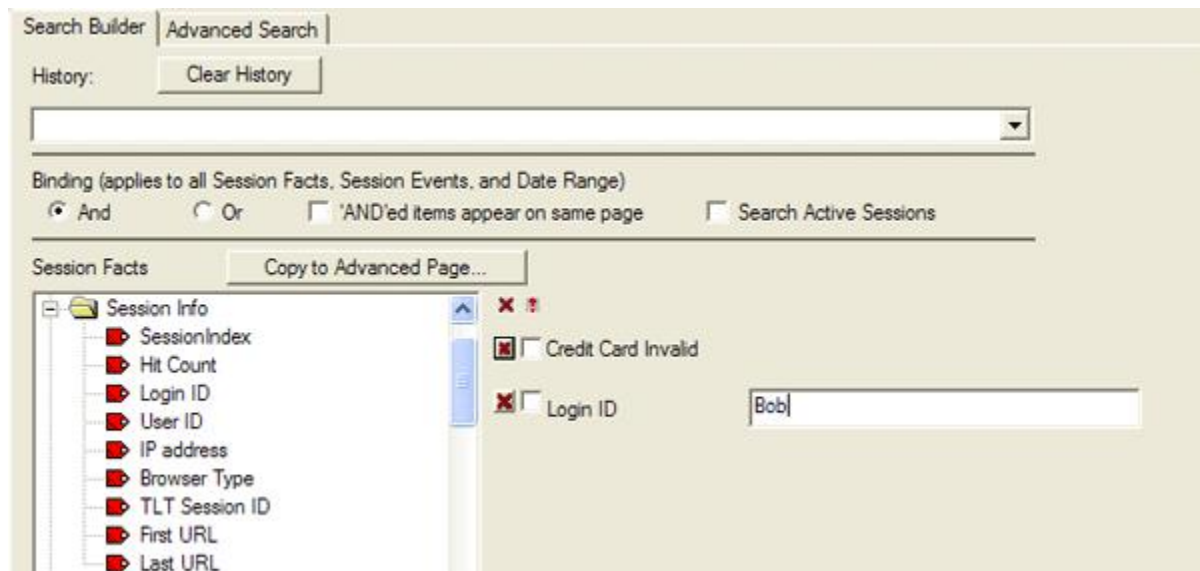 Search Builder Advanced Search
History: Clear History
Binding (applies to all Session Facts, Session Events, and Date Range)
And Or 'AND'ed items appear on same page Search Active Sessions
Session Facts Copy to Advanced Page...
Session Info
SessionIndex
Hit Count
Login ID
User ID
IP address
Browser Type
TLT Session ID
First URL
Last URL
Credit Card Invalid
Login ID Bob